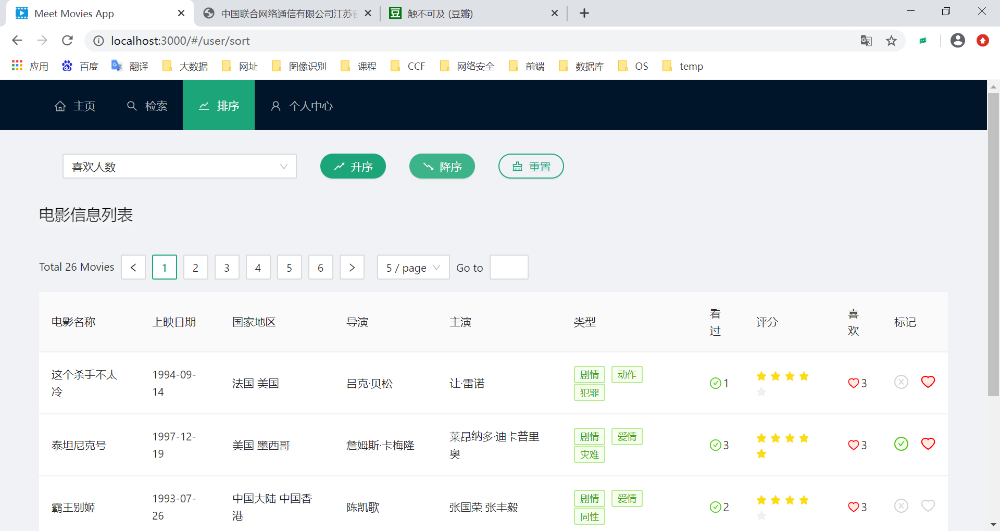 Meet Movies App
中国联合网络通信有限公司江苏省
触不可及 (豆瓣)
localhost:3000/#/user/sort
应用 百度 翻译 大数据 网址 图像识别 课程 CCF 网络安全 前端 数据库 OS temp
主页 检索 排序 个人中心
喜欢人数 升序 降序 重置
电影信息列表
Total 26 Movies < 1 2 3 4 5 6 > 5 / page Go to
电影名称 上映日期 国家地区 导演 主演 类型 看过 评分 喜欢 标记
这个杀手不太冷 1994-09-14 法国 美国 吕克·贝松 让·雷诺 剧情 动作 犯罪 1 3
泰坦尼克号 1997-12-19 美国 墨西哥 詹姆斯·卡梅隆 莱昂纳多·迪卡普里奥 剧情 爱情 灾难 3 3
霸王别姬 1993-07-26 中国大陆 中国香港 陈凯歌 张国荣 张丰毅 剧情 爱情 同性 2 3